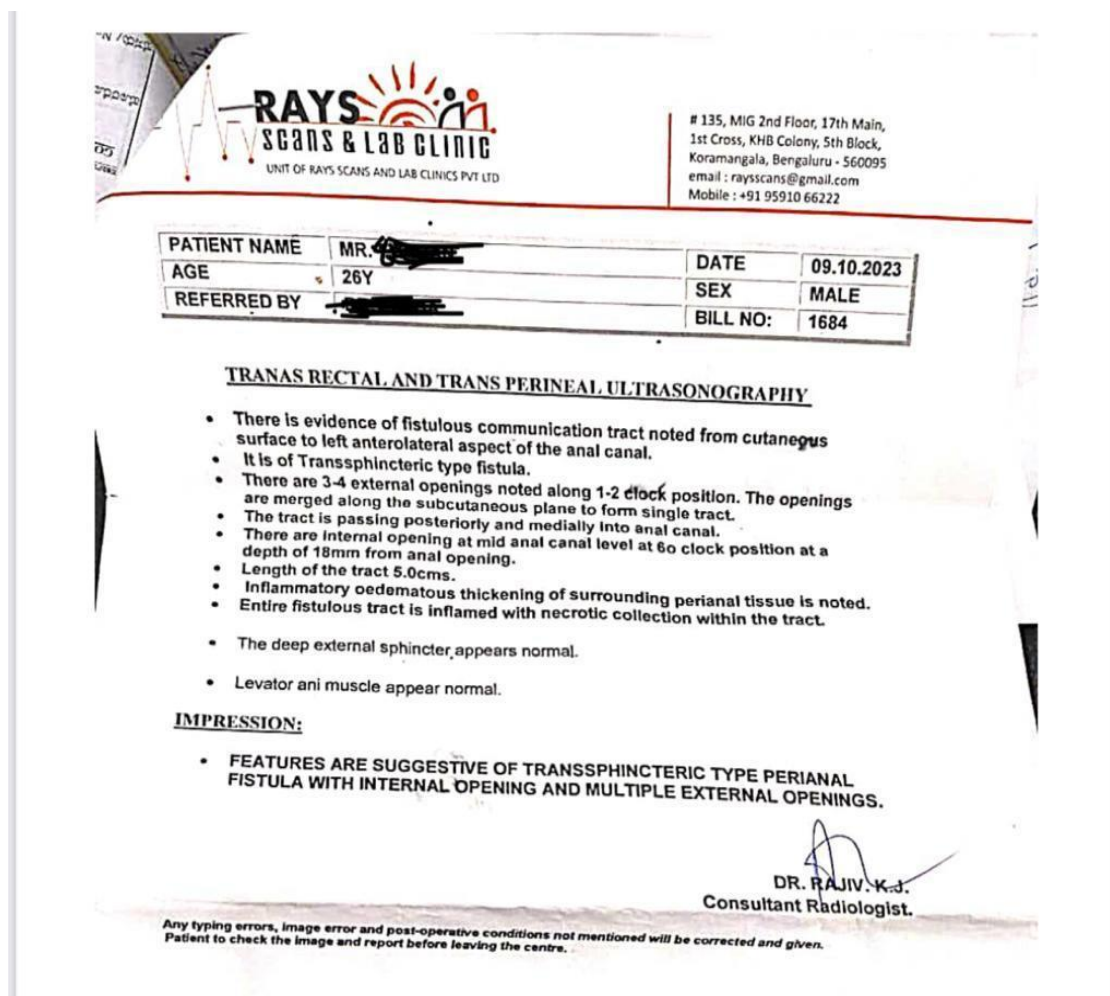 RAYS
SCANS & LAB CLINIC
UNIT OF RAYS SCANS AND LAB CLINICS PVT LTD
# 135, MIG 2nd Floor, 17th Main,
1st Cross, KHB Colony, 5th Block,
Koramangala, Bengaluru - 560095
email : raysscans@gmail.com
Mobile : +91 95910 66222
PATIENT NAME MR. DATE 09.10.2023
AGE 26Y SEX MALE
REFERRED BY BILL NO: 1684
TRANAS RECTAL AND TRANS PERINEAL ULTRASONOGRAPHY
• There is evidence of fistulous communication tract noted from cutanegus
surface to left anterolateral aspect of the anal canal.
• It is of Transsphincteric type fistula.
• There are 3-4 external openings noted along 1-2 clock position. The openings
are merged along the subcutaneous plane to form single tract.
• The tract is passing posteriorly and medially into anal canal.
• There are internal opening at mid anal canal level at 6o clock position at a
depth of 18mm from anal opening.
• Length of the tract 5.0cms.
• Inflammatory oedematous thickening of surrounding perianal tissue is noted.
• Entire fistulous tract is inflamed with necrotic collection within the tract.
• The deep external sphincter appears normal.
• Levator ani muscle appear normal.
IMPRESSION:
• FEATURES ARE SUGGESTIVE OF TRANSSPHINCTERIC TYPE PERIANAL
FISTULA WITH INTERNAL OPENING AND MULTIPLE EXTERNAL OPENINGS.
DR. RAJIV. K.J.
Consultant Radiologist.
Any typing errors, image error and post-operative conditions not mentioned will be corrected and given.
Patient to check the image and report before leaving the centre.